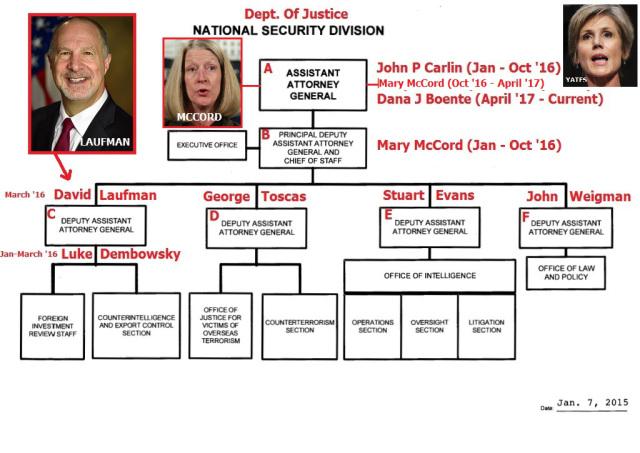 Dept. Of Justice
NATIONAL SECURITY DIVISION
LAUFMAN
MCCORD
YATES
A
ASSISTANT
ATTORNEY
GENERAL
John P Carlin (Jan - Oct '16)
Mary McCord (Oct '16 - April '17)
Dana J Boente (April '17 - Current)
EXECUTIVE OFFICE
B
PRINCIPAL DEPUTY
ASSISTANT ATTORNEY
GENERAL AND
CHIEF OF STAFF
Mary McCord (Jan - Oct '16)
March '16 David Laufman
George Toscas
Stuart Evans
John Weigman
C
DEPUTY ASSISTANT
ATTORNEY GENERAL
D
DEPUTY ASSISTANT
ATTORNEY GENERAL
E
DEPUTY ASSISTANT
ATTORNEY GENERAL
F
DEPUTY ASSISTANT
ATTORNEY GENERAL
Jan-March '16 Luke Dembowsky
OFFICE OF INTELLIGENCE
OFFICE OF LAW
AND POLICY
FOREIGN
INVESTMENT
REVIEW STAFF
COUNTERINTELLIGENCE
AND EXPORT CONTROL
SECTION
OFFICE OF
JUSTICE FOR
VICTIMS OF
OVERSEAS
TERRORISM
COUNTERTERRORISM
SECTION
OPERATIONS
SECTION
OVERSIGHT
SECTION
LITIGATION
SECTION
Date: Jan. 7, 2015